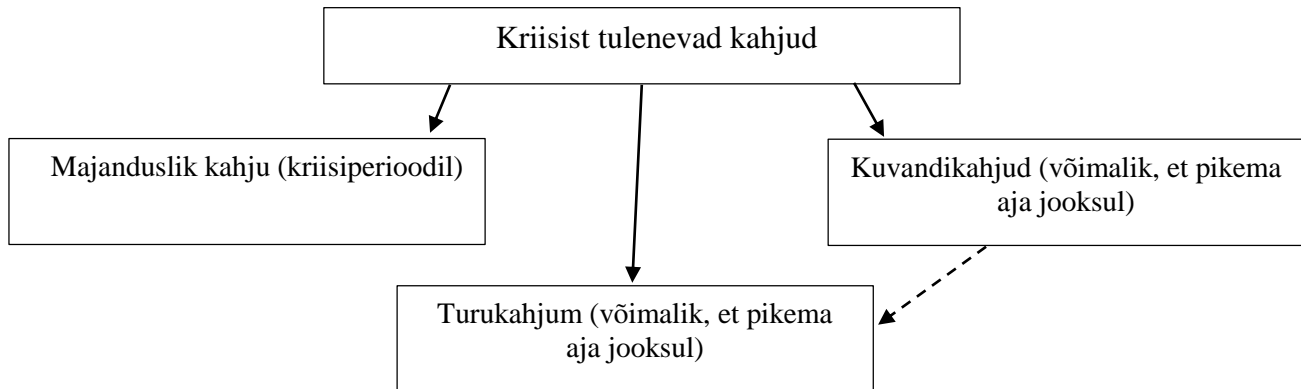 Kriisist tulenevad kahjud
Majanduslik kahju (kriisiperioodil)
Kuvandikahjud (võimalik, et pikema
aja jooksul)
Turukahjum (võimalik, et pikema
aja jooksul)